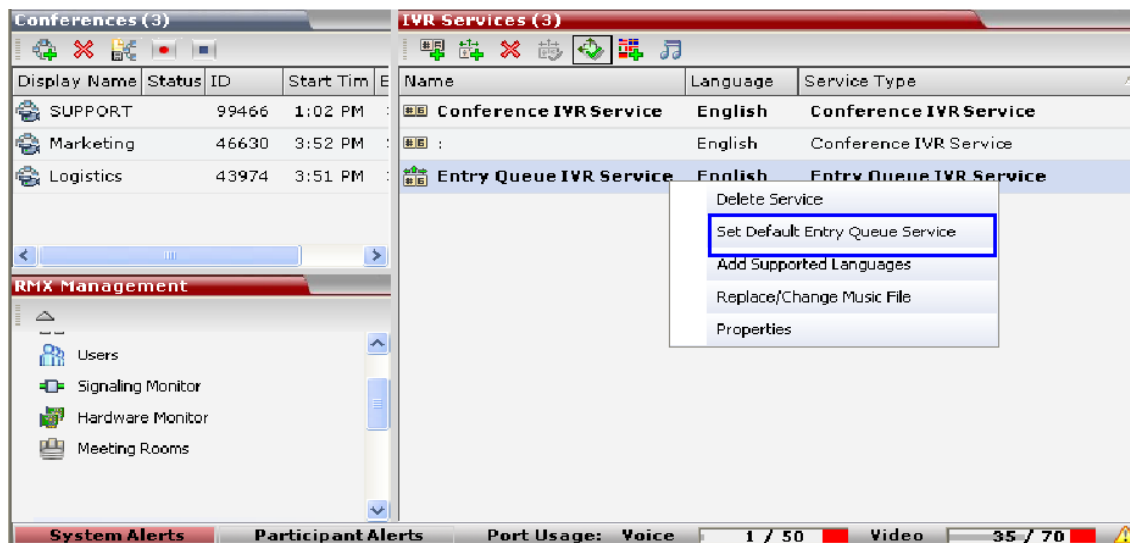 Conferences (3)
Display Name Status ID Start Tim E
SUPPORT 99466 1:02 PM
Marketing 46630 3:52 PM
Logistics 43974 3:51 PM
RMX Management
Users
Signaling Monitor
Hardware Monitor
Meeting Rooms
IVR Services (3)
Name Language Service Type
Conference IVR Service English Conference IVR Service
: English Conference IVR Service
Entry Queue IVR Service English Entry Queue IVR Service
Delete Service
Set Default Entry Queue Service
Add Supported Languages
Replace/Change Music File
Properties
System Alerts Participant Alerts Port Usage: Voice 1 / 50 Video 35 / 70